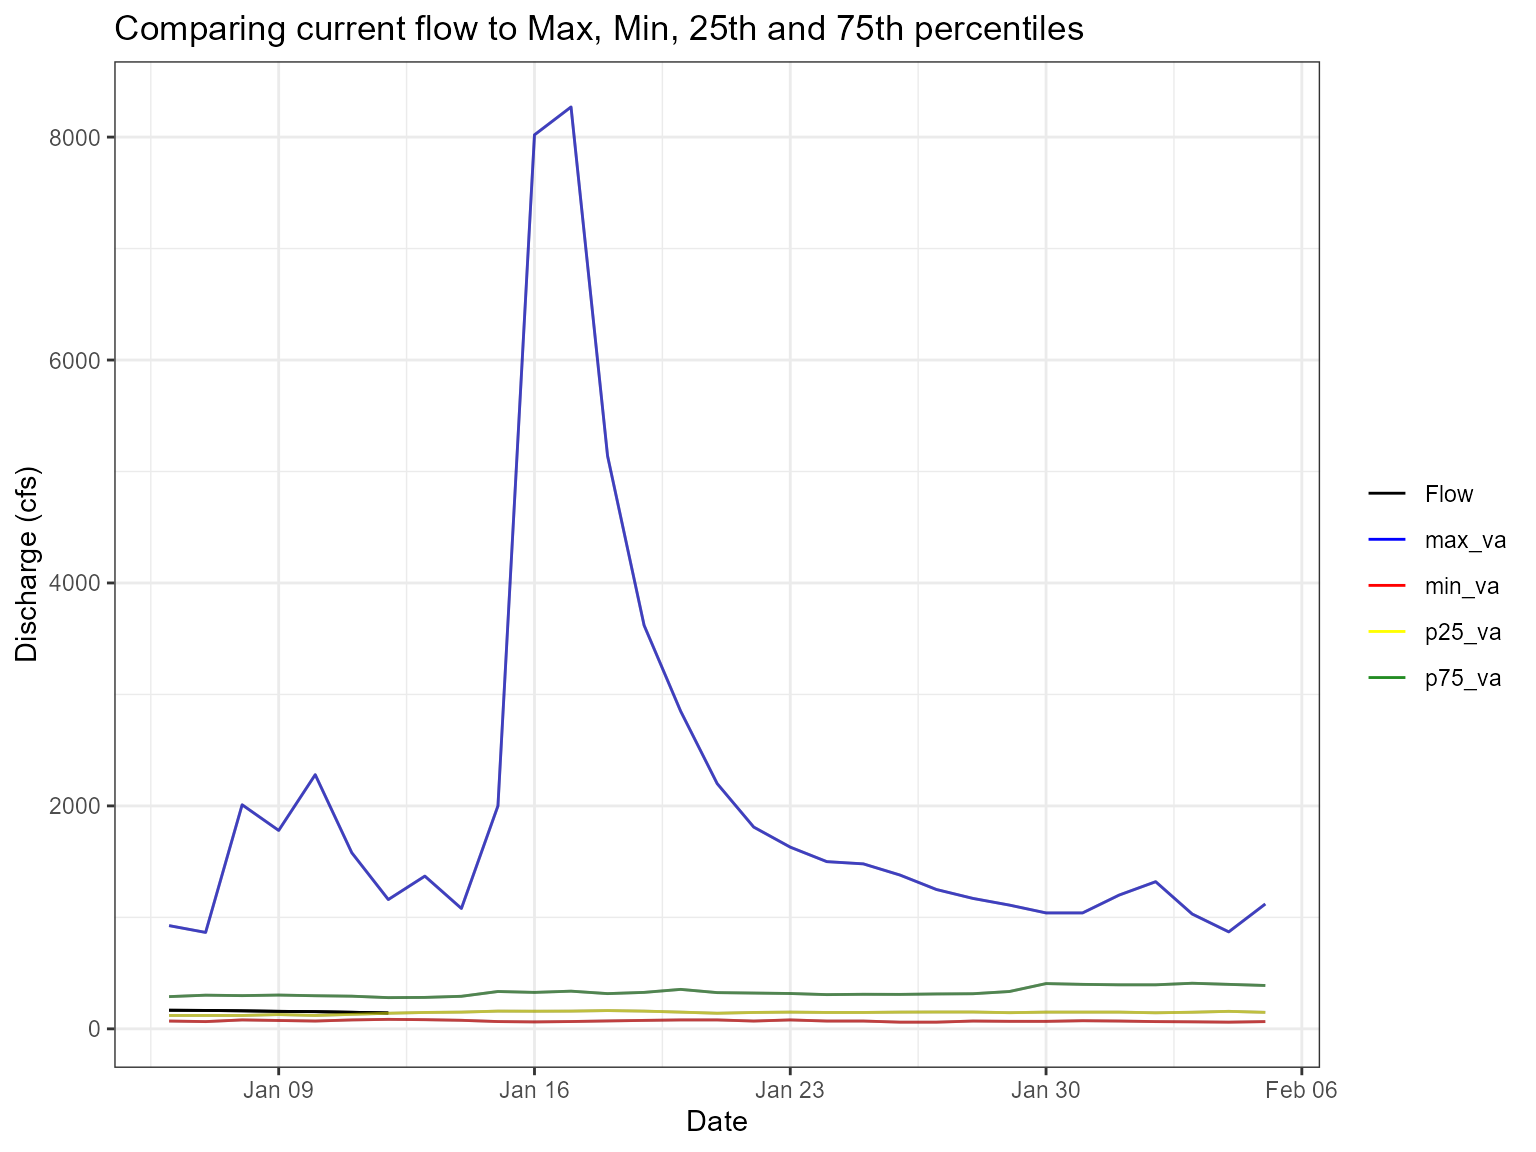 Comparing current flow to Max, Min, 25th and 75th percentiles
8000
6000
4000
2000
0
Discharge (cfs)
Jan 09
Jan 16
Jan 23
Jan 30
Feb 06
Date
Flow
max_va
min_va
p25_va
p75_va